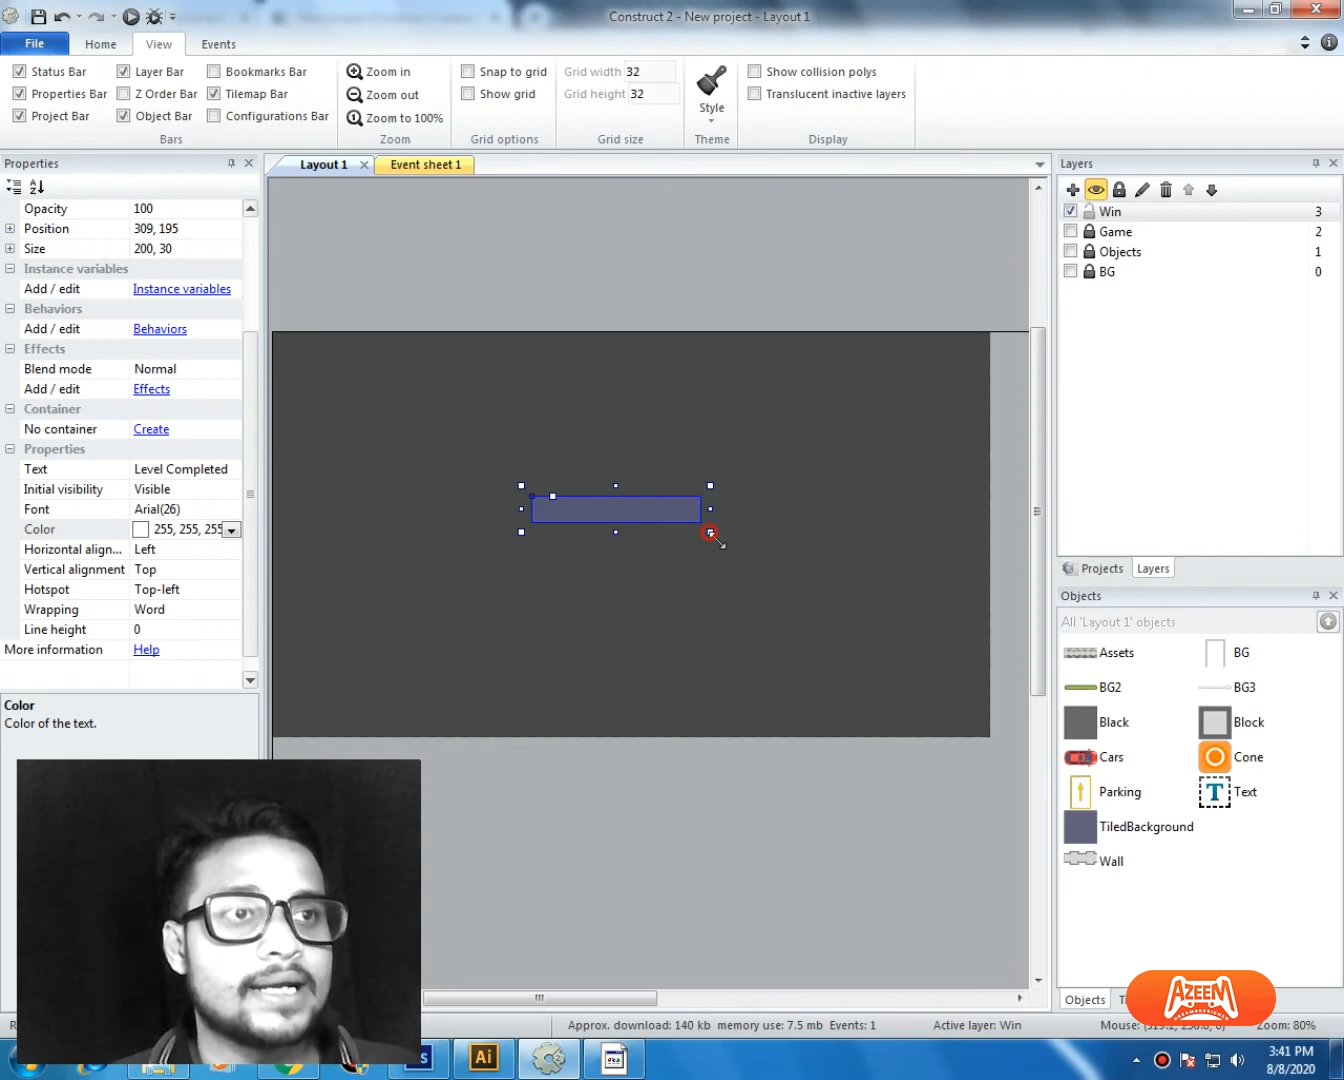 Construct 2 - New project - Layout 1
File Home View Events
Status Bar Layer Bar Bookmarks Bar Zoom in Snap to grid Grid width 32 Show collision polys
Properties Bar Z Order Bar Tilemap Bar Zoom out Show grid Grid height 32 Style Translucent inactive layers
Project Bar Object Bar Configurations Bar Zoom to 100%
Bars Zoom Grid options Grid size Theme Display
Properties
Layout 1 Event sheet 1
Opacity 100
Position 309, 195
Size 200, 30
Instance variables
Add / edit Instance variables
Behaviors
Add / edit Behaviors
Effects
Blend mode Normal
Add / edit Effects
Container
No container Create
Properties
Text Level Completed
Initial visibility Visible
Font Arial(26)
Color 255, 255, 255
Horizontal align... Left
Vertical alignment Top
Hotspot Top-left
Wrapping Word
Line height 0
More information Help
Color
Color of the text.
Layers
Win 3
Game 2
Objects 1
BG 0
Projects Layers
Objects
All 'Layout 1' objects
Assets BG
BG2 BG3
Black Block
Cars Cone
Parking Text
TiledBackground
Wall
Objects
AZEEM
Approx. download: 140 kb memory use: 7.5 mb Events: 1 Active layer: Win Zoom: 80%
Ai
3:41 PM
8/8/2020